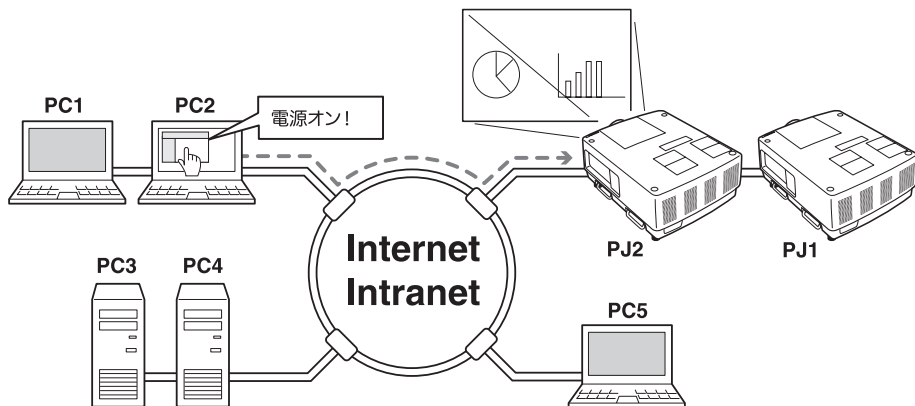 PC1
PC2
電源オン!
PJ2
PJ1
Internet
Intranet
PC3
PC4
PC5